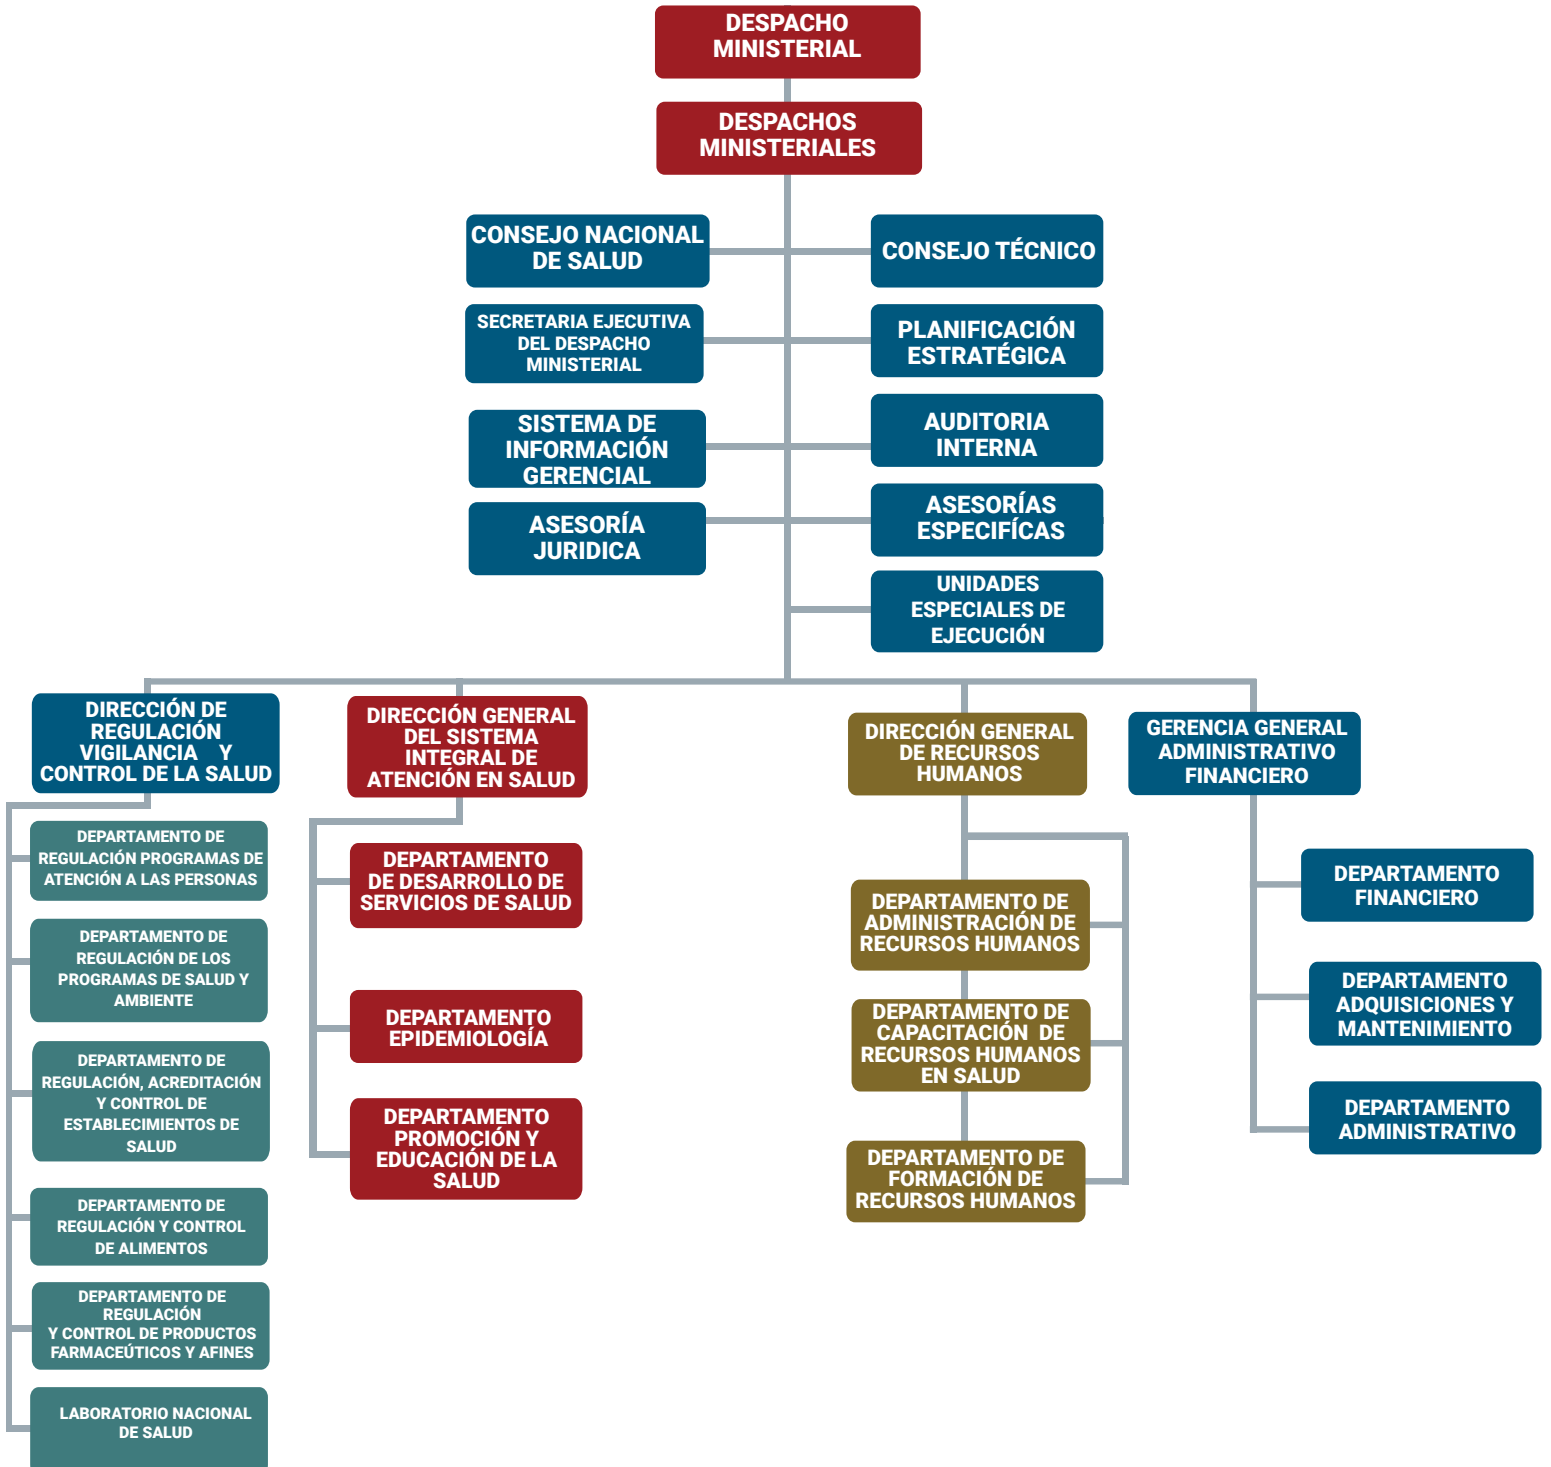 DESPACHO
MINISTERIAL
DESPACHOS
MINISTERIALES
CONSEJO NACIONAL
DE SALUD
CONSEJO TÉCNICO
SECRETARIA EJECUTIVA
DEL DESPACHO
MINISTERIAL
PLANIFICACIÓN
ESTRATÉGICA
SISTEMA DE
INFORMACIÓN
GERENCIAL
AUDITORIA
INTERNA
ASESORÍA
JURIDICA
ASESORÍAS
ESPECIFÍCAS
UNIDADES
ESPECIALES DE
EJECUCIÓN
DIRECCIÓN DE
REGULACIÓN
VIGILANCIA Y
CONTROL DE LA SALUD
DEPARTAMENTO DE
REGULACIÓN PROGRAMAS DE
ATENCIÓN A LAS PERSONAS
DEPARTAMENTO DE
REGULACIÓN DE LOS
PROGRAMAS DE SALUD Y
AMBIENTE
DEPARTAMENTO DE
REGULACIÓN, ACREDITACIÓN
Y CONTROL DE
ESTABLECIMIENTOS DE
SALUD
DEPARTAMENTO DE
REGULACIÓN Y CONTROL
DE ALIMENTOS
DEPARTAMENTO DE
REGULACIÓN
Y CONTROL DE PRODUCTOS
FARMACEÚTICOS Y AFINES
LABORATORIO NACIONAL
DE SALUD
DIRECCIÓN GENERAL
DEL SISTEMA
INTEGRAL DE
ATENCIÓN EN SALUD
DEPARTAMENTO
DE DESARROLLO DE
SERVICIOS DE SALUD
DEPARTAMENTO
EPIDEMIOLOGÍA
DEPARTAMENTO
PROMOCIÓN Y
EDUCACIÓN DE LA
SALUD
DIRECCIÓN GENERAL
DE RECURSOS
HUMANOS
DEPARTAMENTO DE
ADMINISTRACIÓN DE
RECURSOS HUMANOS
DEPARTAMENTO DE
CAPACITACIÓN DE
RECURSOS HUMANOS
EN SALUD
DEPARTAMENTO DE
FORMACIÓN DE
RECURSOS HUMANOS
GERENCIA GENERAL
ADMINISTRATIVO
FINANCIERO
DEPARTAMENTO
FINANCIERO
DEPARTAMENTO
ADQUISICIONES Y
MANTENIMIENTO
DEPARTAMENTO
ADMINISTRATIVO